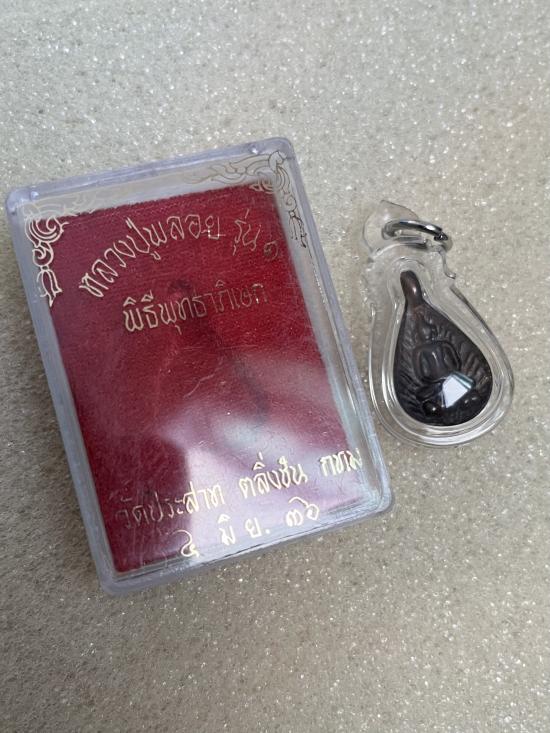 หลวงปู่พลอย รุ่น ๑
พิธีพุทธาภิเษก
วัดประสาท ตลิ่งชัน กทม
๔ มิ.ย. ๓๖